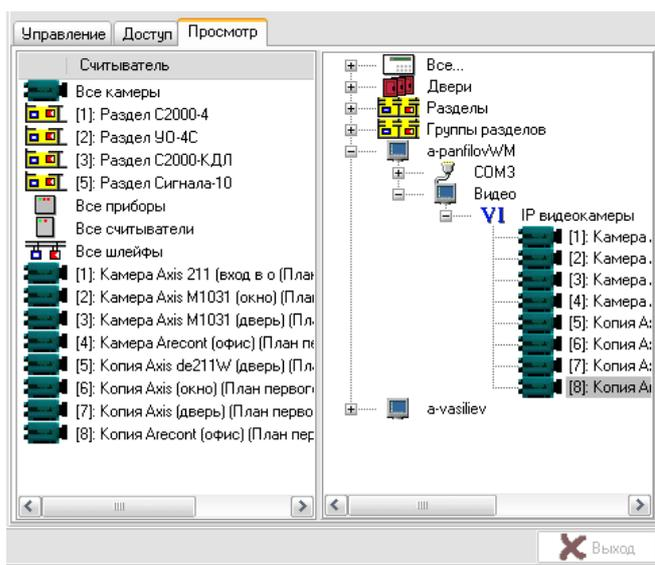 Управление Доступ Просмотр
Считыватель
Все камеры
[1]: Раздел С2000-4
[2]: Раздел УО-4С
[3]: Раздел С2000-КДЛ
[5]: Раздел Сигнала-10
Все приборы
Все считыватели
Все шлейфы
[1]: Камера Axis 211 (вход в о (План
[2]: Камера Axis M1031 (окно) (План
[3]: Камера Axis M1031 (дверь) (Пл
[4]: Камера Arecont (офис) (План пе
[5]: Копия Axis de211W (дверь) (Пл
[6]: Копия Axis (окно) (План первого
[7]: Копия Axis (дверь) (План перво
[8]: Копия Arecont (офис) (План пер
Все...
Двери
Разделы
Группы разделов
a-panfilovWM
COM3
Видео
VI IP видеокамеры
[1]: Камера
[2]: Камера
[3]: Камера
[4]: Камера
[5]: Копия A
[6]: Копия A
[7]: Копия A
[8]: Копия A
a-vasiliev
Выход